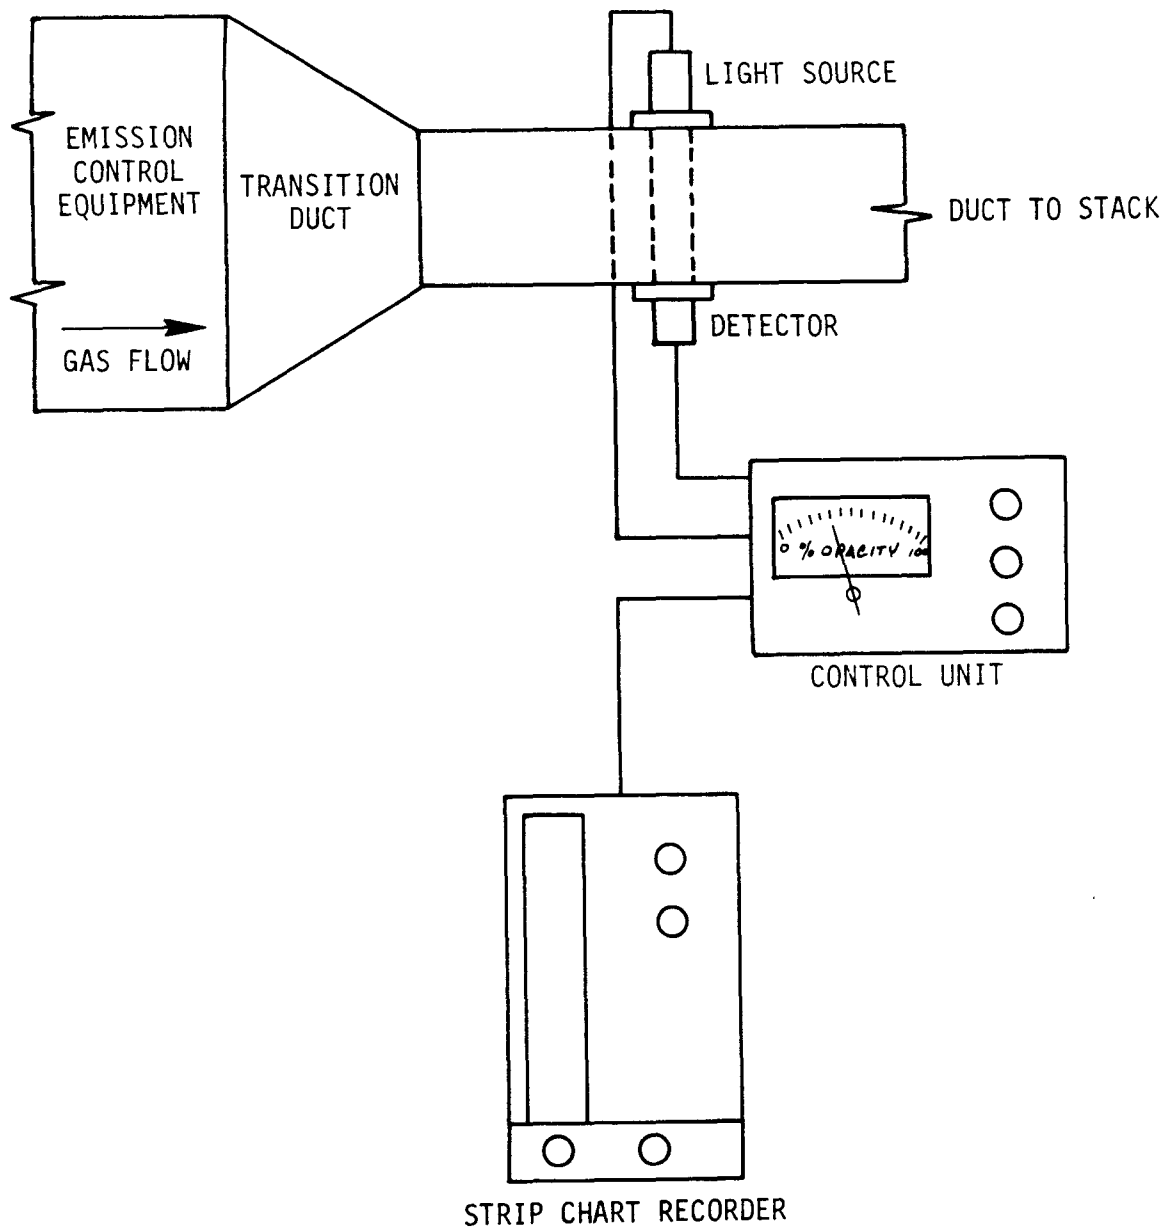 LIGHT SOURCE
EMISSION
CONTROL
EQUIPMENT
TRANSITION
DUCT
DUCT TO STACK
GAS FLOW
DETECTOR
0 % OPACITY 100
CONTROL UNIT
STRIP CHART RECORDER